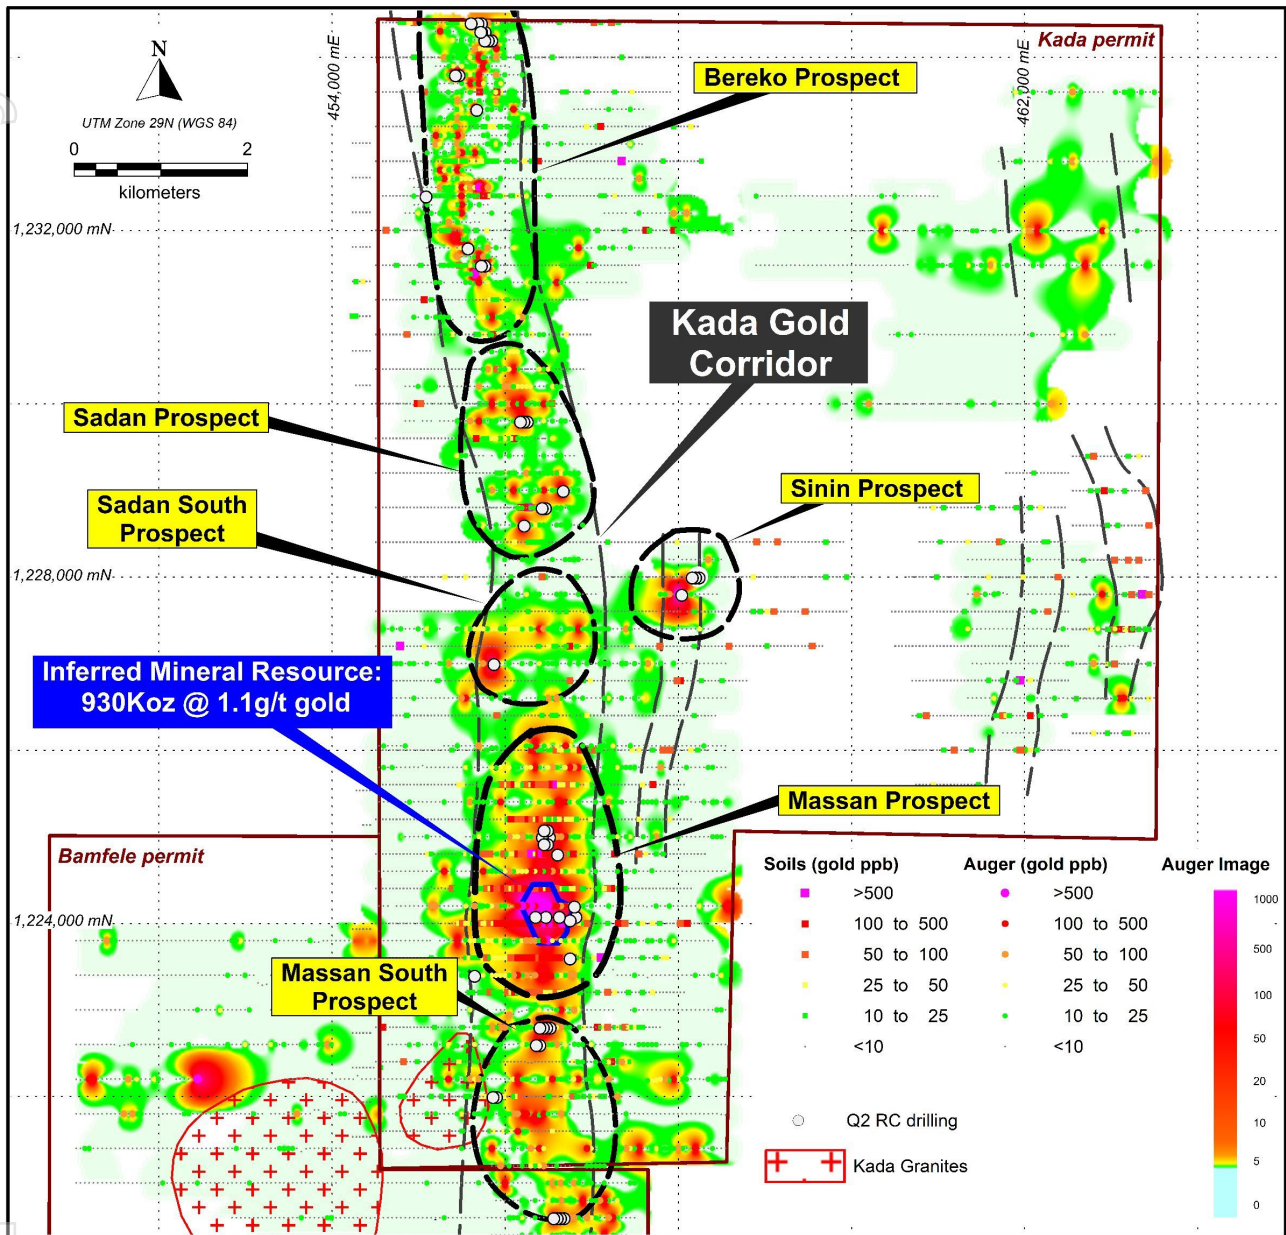 Kada permit
N
454,000 mE
462,000 mE
UTM Zone 29N (WGS 84)
0 2
kilometers
Bereko Prospect
1,232,000 mN
Kada Gold
Corridor
Sadan Prospect
Sadan South
Prospect
Sinin Prospect
1,228,000 mN
Inferred Mineral Resource:
930Koz @ 1.1g/t gold
Massan Prospect
Bamfele permit
1,224,000 mN
Massan South
Prospect
Soils (gold ppb) Auger (gold ppb) Auger Image
>500 >500 1000
100 to 500 100 to 500 500
50 to 100 50 to 100 100
25 to 50 25 to 50 50
10 to 25 10 to 25 20
<10 <10 10
5
0
Q2 RC drilling
Kada Granites